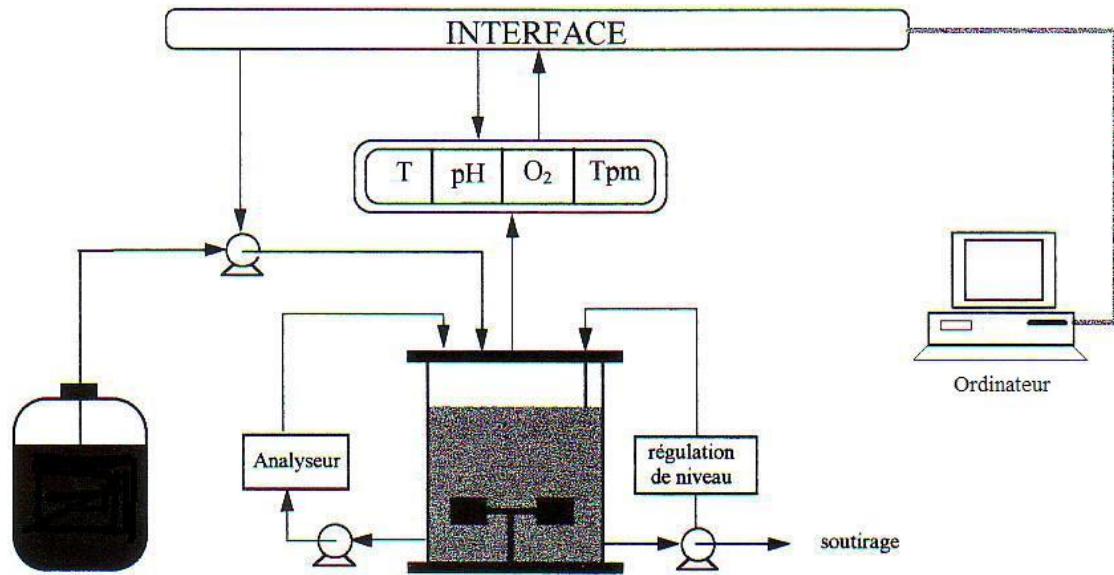 INTERFACE
T pH O₂ Tpm
Ordinateur
Analyseur
régulation
de niveau
soutirage